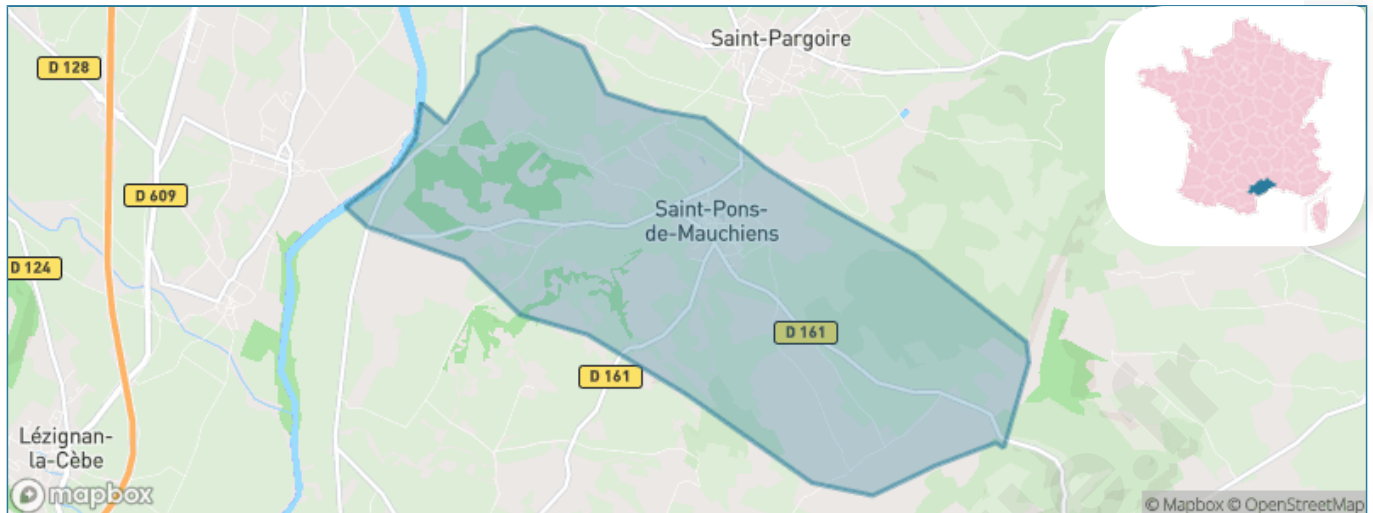 Saint-Pargoire
D 128
D 609
Saint-Pons-
de-Mauchiens
D 124
D 161
D 161
Lézignan-
la-Cèbe
mapbox
© Mapbox © OpenStreetMap